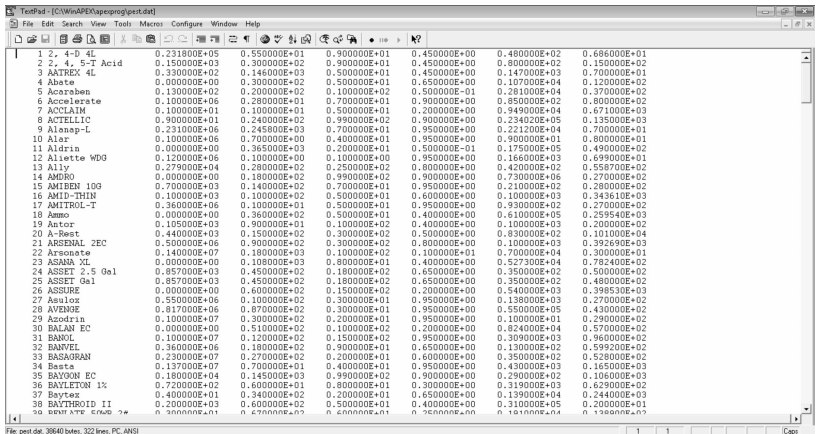 TextPad - [C:\WinAPEX\apexprog\pest.dat]
File Edit Search View Tools Macros Configure Window Help
1 2, 4-D 4L 0.231800E+05 0.550000E+01 0.900000E+01 0.450000E+00 0.480000E+02 0.686000E+01
2 2, 4, 5-T Acid 0.150000E+03 0.300000E+02 0.900000E+01 0.450000E+00 0.800000E+02 0.150000E+02
3 AATREX 4L 0.330000E+02 0.146000E+03 0.500000E+01 0.450000E+00 0.147000E+03 0.700000E+01
4 Abate 0.000000E+00 0.300000E+02 0.500000E+01 0.650000E+00 0.107000E+04 0.120000E+02
5 Acaraben 0.130000E+02 0.200000E+02 0.100000E+02 0.500000E-01 0.281000E+04 0.370000E+02
6 Accelerate 0.100000E+06 0.280000E+01 0.700000E+01 0.900000E+00 0.850000E+02 0.800000E+02
7 ACCLAIM 0.100000E+01 0.100000E+01 0.500000E+01 0.200000E+00 0.949000E+04 0.671000E+03
8 ACTELLIC 0.900000E+01 0.240000E+02 0.990000E+02 0.900000E+00 0.234020E+05 0.135000E+03
9 Alanap-L 0.231000E+06 0.245800E+03 0.700000E+01 0.950000E+00 0.221200E+04 0.700000E+01
10 Alar 0.100000E+06 0.700000E+00 0.400000E+01 0.950000E+00 0.900000E+01 0.800000E+01
11 Aldrin 0.000000E+00 0.365000E+03 0.200000E+01 0.500000E-01 0.175000E+05 0.490000E+02
12 Aliette WDG 0.120000E+06 0.100000E+00 0.100000E+00 0.950000E+00 0.166000E+03 0.699000E+01
13 Ally 0.279000E+04 0.280000E+02 0.250000E+02 0.800000E+00 0.420000E+03 0.558700E+02
14 AMDRO 0.000000E+00 0.180000E+02 0.990000E+02 0.900000E+00 0.730000E+06 0.270000E+02
15 AMIBEN 10G 0.700000E+03 0.140000E+02 0.700000E+01 0.950000E+00 0.210000E+02 0.280000E+02
16 AMID-THIN 0.100000E+03 0.100000E+02 0.500000E+01 0.600000E+00 0.100000E+03 0.343610E+03
17 AMITROL-T 0.360000E+06 0.100000E+02 0.500000E+01 0.950000E+00 0.930000E+02 0.270000E+02
18 Ammo 0.000000E+00 0.360000E+02 0.500000E+01 0.400000E+00 0.610000E+05 0.259540E+03
19 Antor 0.105000E+03 0.900000E+01 0.100000E+02 0.400000E+00 0.100000E+03 0.200000E+02
20 A-Rest 0.440000E+03 0.150000E+02 0.300000E+02 0.500000E+00 0.830000E+02 0.101000E+04
21 ARSENAL 2EC 0.500000E+06 0.900000E+02 0.300000E+02 0.800000E+00 0.100000E+03 0.392690E+03
22 Arsonate 0.140000E+07 0.180000E+03 0.100000E+01 0.100000E+01 0.700000E+04 0.300000E+01
23 ASANA XL 0.000000E+00 0.108000E+03 0.800000E+01 0.400000E+00 0.527300E+04 0.782400E+02
24 ASSET 2.5 Gal 0.857000E+03 0.450000E+02 0.180000E+02 0.650000E+00 0.350000E+02 0.500000E+02
25 ASSET Gal 0.857000E+03 0.450000E+02 0.180000E+02 0.650000E+00 0.350000E+02 0.480000E+02
26 ASSURE 0.000000E+00 0.600000E+02 0.150000E+02 0.200000E+00 0.540000E+03 0.398530E+03
27 Asulox 0.550000E+06 0.100000E+02 0.300000E+01 0.950000E+00 0.138000E+03 0.270000E+02
28 AVENGE 0.817000E+06 0.870000E+02 0.200000E+02 0.950000E+00 0.550000E+05 0.430000E+02
29 Azodrin 0.100000E+07 0.300000E+02 0.200000E+01 0.950000E+00 0.100000E+01 0.290000E+02
30 BALAN EC 0.000000E+00 0.510000E+02 0.100000E+02 0.200000E+00 0.824000E+04 0.570000E+02
31 BANOL 0.100000E+07 0.120000E+02 0.150000E+02 0.950000E+00 0.309000E+03 0.960000E+02
32 BANVEL 0.360000E+06 0.180000E+02 0.900000E+01 0.650000E+00 0.130000E+02 0.599200E+02
33 BASAGRAN 0.230000E+07 0.270000E+02 0.200000E+01 0.600000E+00 0.350000E+02 0.528000E+02
34 Basta 0.137000E+07 0.700000E+01 0.400000E+01 0.950000E+00 0.430000E+03 0.165000E+03
35 BAYGON EC 0.180000E+04 0.145000E+03 0.990000E+02 0.900000E+00 0.290000E+02 0.106000E+03
36 BAYLETON 1% 0.720000E+02 0.600000E+01 0.800000E+01 0.300000E+00 0.319000E+03 0.629000E+02
37 Baytex 0.400000E+01 0.340000E+02 0.200000E+01 0.650000E+00 0.139000E+04 0.244000E+03
38 BAYTHROID II 0.200000E+03 0.600000E+02 0.500000E+01 0.400000E+00 0.310000E+05 0.200000E+02
39 BENLATE 50WP 2# 0.300000E+01 0.670000E+02 0.600000E+01 0.250000E+00 0.191000E+04 0.138900E+02
File: pest.dat, 38640 bytes, 322 lines, PC, ANSI 1 1 Caps